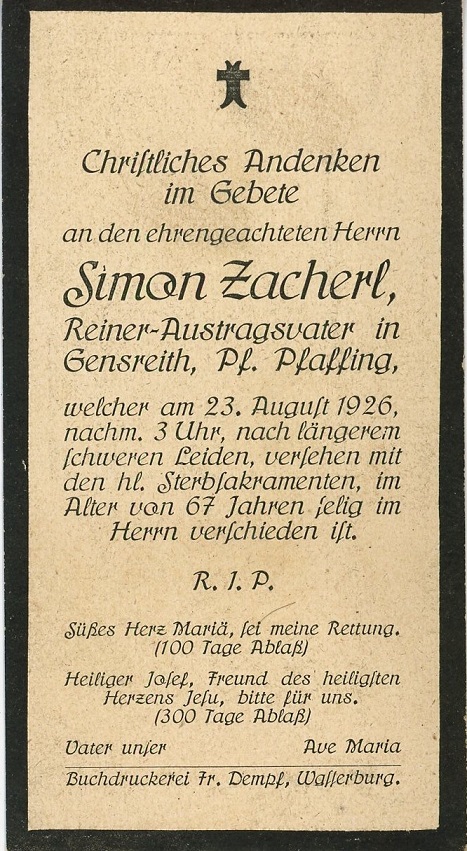 Chriſtliches Andenken
im Gebete
an den ehrengeachteten Herrn
Simon Zacherl,
Reiner-Austragsvater in
Gensreith, Pf. Pfaffing,
welcher am 23. Auguſt 1926,
nachm. 3 Uhr, nach längerem
ſchweren Leiden, verſehen mit
den hl. Sterbſakramenten, im
Alter von 67 Jahren ſelig im
Herrn verſchieden iſt.
R. I. P.
Süßes Herz Mariä, ſei meine Rettung.
(100 Tage Ablaß)
Heiliger Joſef, Freund des heiligſten
Herzens Jeſu, bitte für uns.
(300 Tage Ablaß)
Vater unſer Ave Maria
Buchdruckerei Fr. Dempf, Waſſerburg.